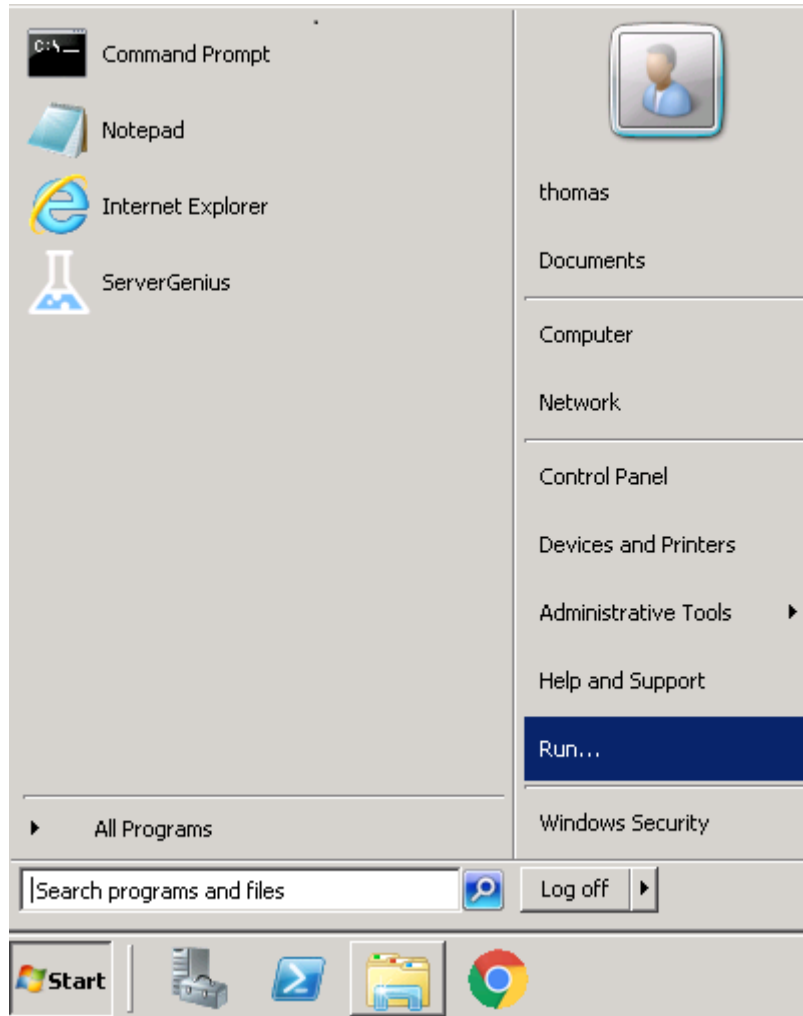 C:\_
Command Prompt
Notepad
Internet Explorer
ServerGenius
All Programs
Search programs and files
thomas
Documents
Computer
Network
Control Panel
Devices and Printers
Administrative Tools
Help and Support
Run...
Windows Security
Log off
Start